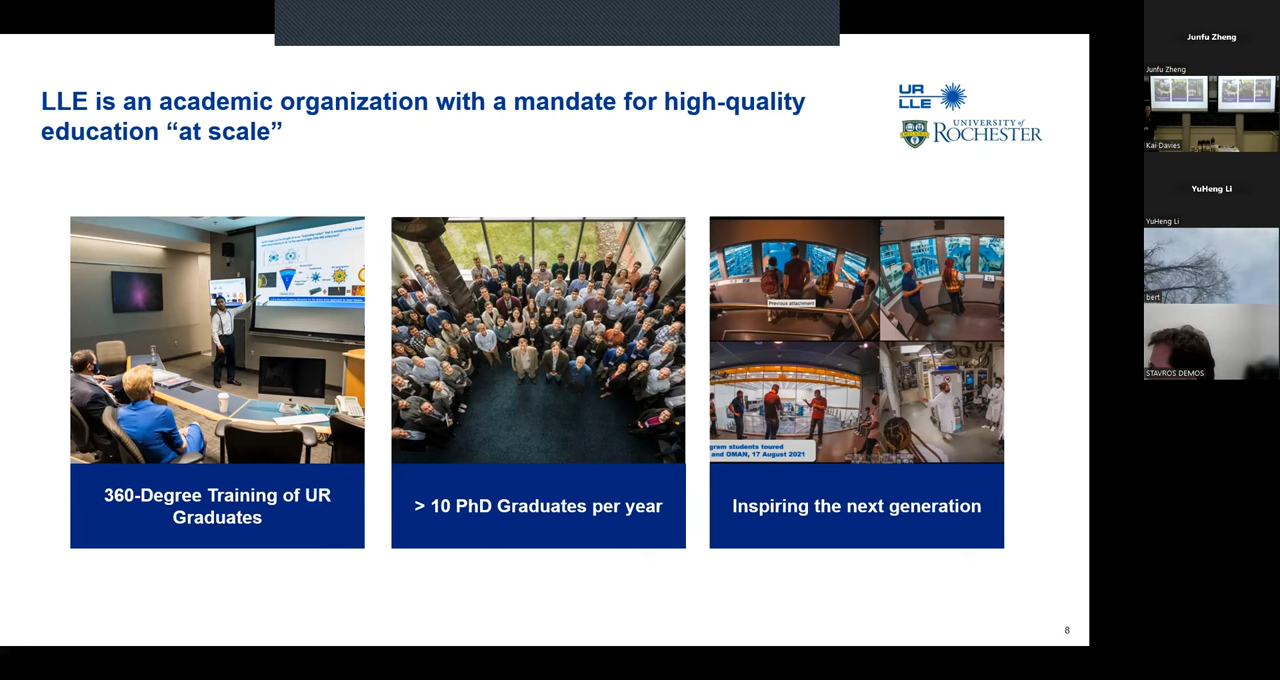 LLE is an academic organization with a mandate for high-quality
education “at scale”
UR
LLE
UNIVERSITY of
ROCHESTER
Previous attachment
gram students toured
and OMAN, 17 August 2021
360-Degree Training of UR
Graduates
> 10 PhD Graduates per year
Inspiring the next generation
8
Junfu Zheng
Junfu Zheng
Kai-Davies
YuHeng Li
YuHeng Li
bert
STAVROS DEMOS